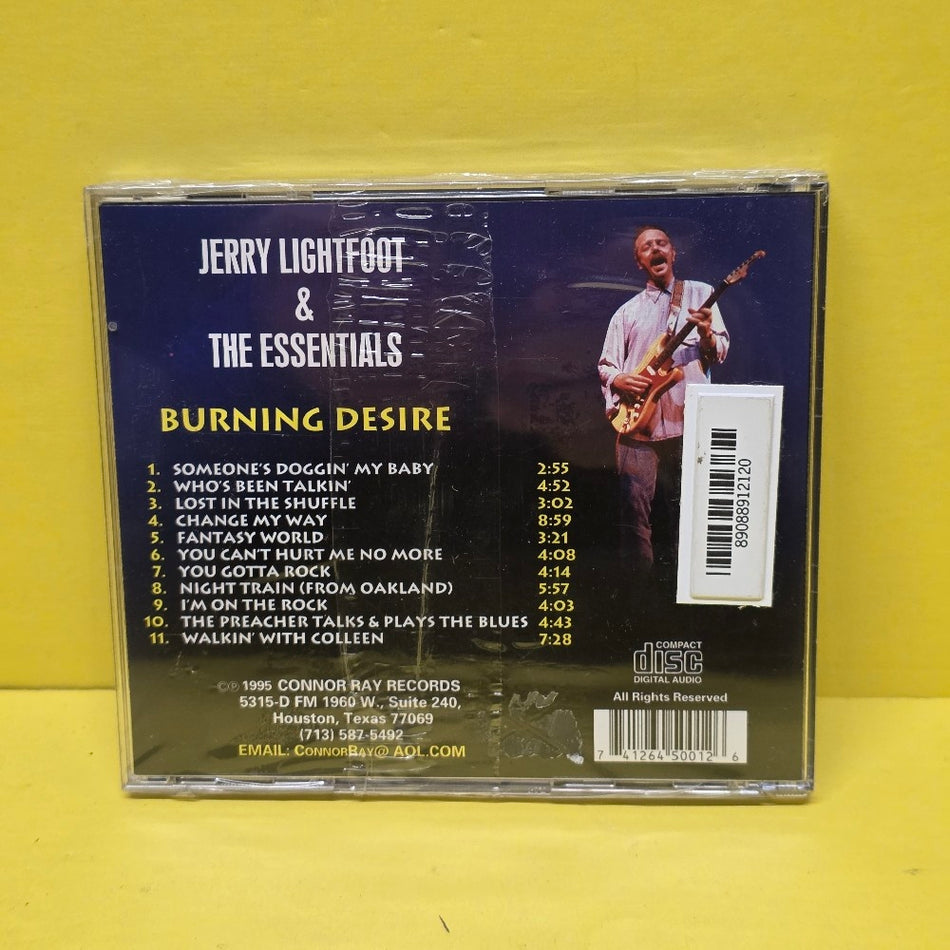 JERRY LIGHTFOOT
&
THE ESSENTIALS
BURNING DESIRE
1. SOMEONE'S DOGGIN' MY BABY 2:55
2. WHO'S BEEN TALKIN' 4:52
3. LOST IN THE SHUFFLE 3:02
4. CHANGE MY WAY 8:59
5. FANTASY WORLD 3:21
6. YOU CAN'T HURT ME NO MORE 4:08
7. YOU GOTTA ROCK 4:14
8. NIGHT TRAIN (FROM OAKLAND) 5:57
9. I'M ON THE ROCK 4:03
10. THE PREACHER TALKS & PLAYS THE BLUES 4:43
11. WALKIN' WITH COLLEEN 7:28
©℗ 1995 CONNOR RAY RECORDS
5315-D FM 1960 W., Suite 240,
Houston, Texas 77069
(713) 587-5492
EMAIL: CONNORRAY@ AOL.COM
89088912120
COMPACT
disc
DIGITAL AUDIO
All Rights Reserved
7 41264 50012 6